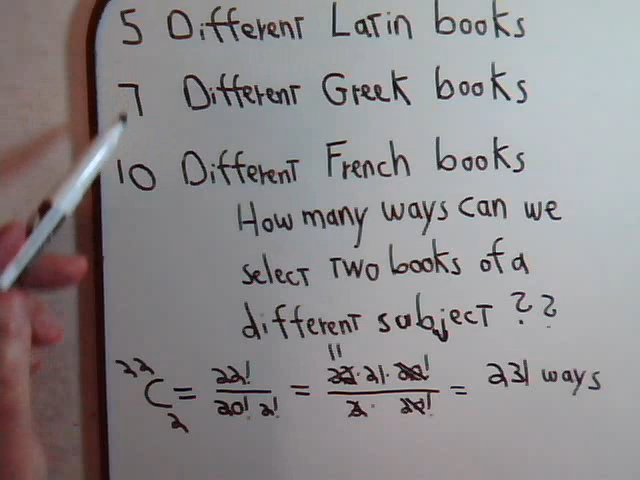 5 Different Latin books
7 Different Greek books
10 Different French books
How many ways can we
select two books of a
different subject ??
22C2 = 22!/20! 2! = 11 22·21·20!/2· 20! = 231 ways